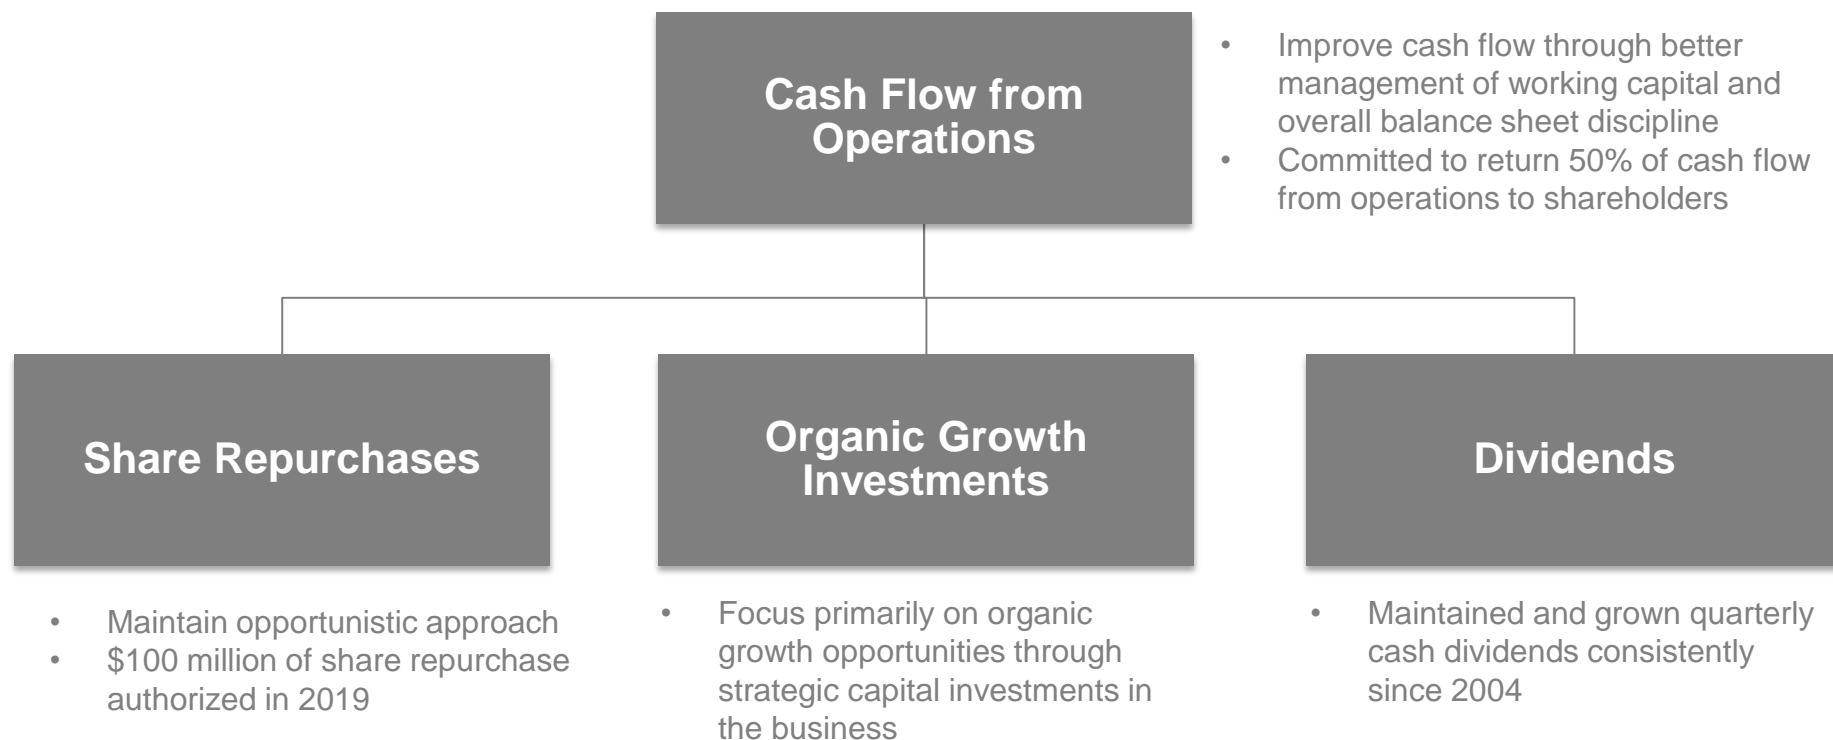 Cash Flow from
Operations
• Improve cash flow through better
management of working capital and
overall balance sheet discipline
• Committed to return 50% of cash flow
from operations to shareholders
Share Repurchases
• Maintain opportunistic approach
• $100 million of share repurchase
authorized in 2019
Organic Growth
Investments
• Focus primarily on organic
growth opportunities through
strategic capital investments in
the business
Dividends
• Maintained and grown quarterly
cash dividends consistently
since 2004